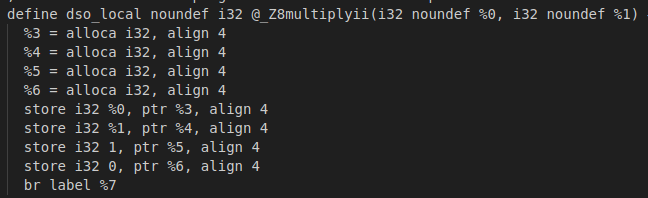 define dso_local noundef i32 @_Z8multiplyii(i32 noundef %0, i32 noundef %1)
%3 = alloca i32, align 4
%4 = alloca i32, align 4
%5 = alloca i32, align 4
%6 = alloca i32, align 4
store i32 %0, ptr %3, align 4
store i32 %1, ptr %4, align 4
store i32 1, ptr %5, align 4
store i32 0, ptr %6, align 4
br label %7